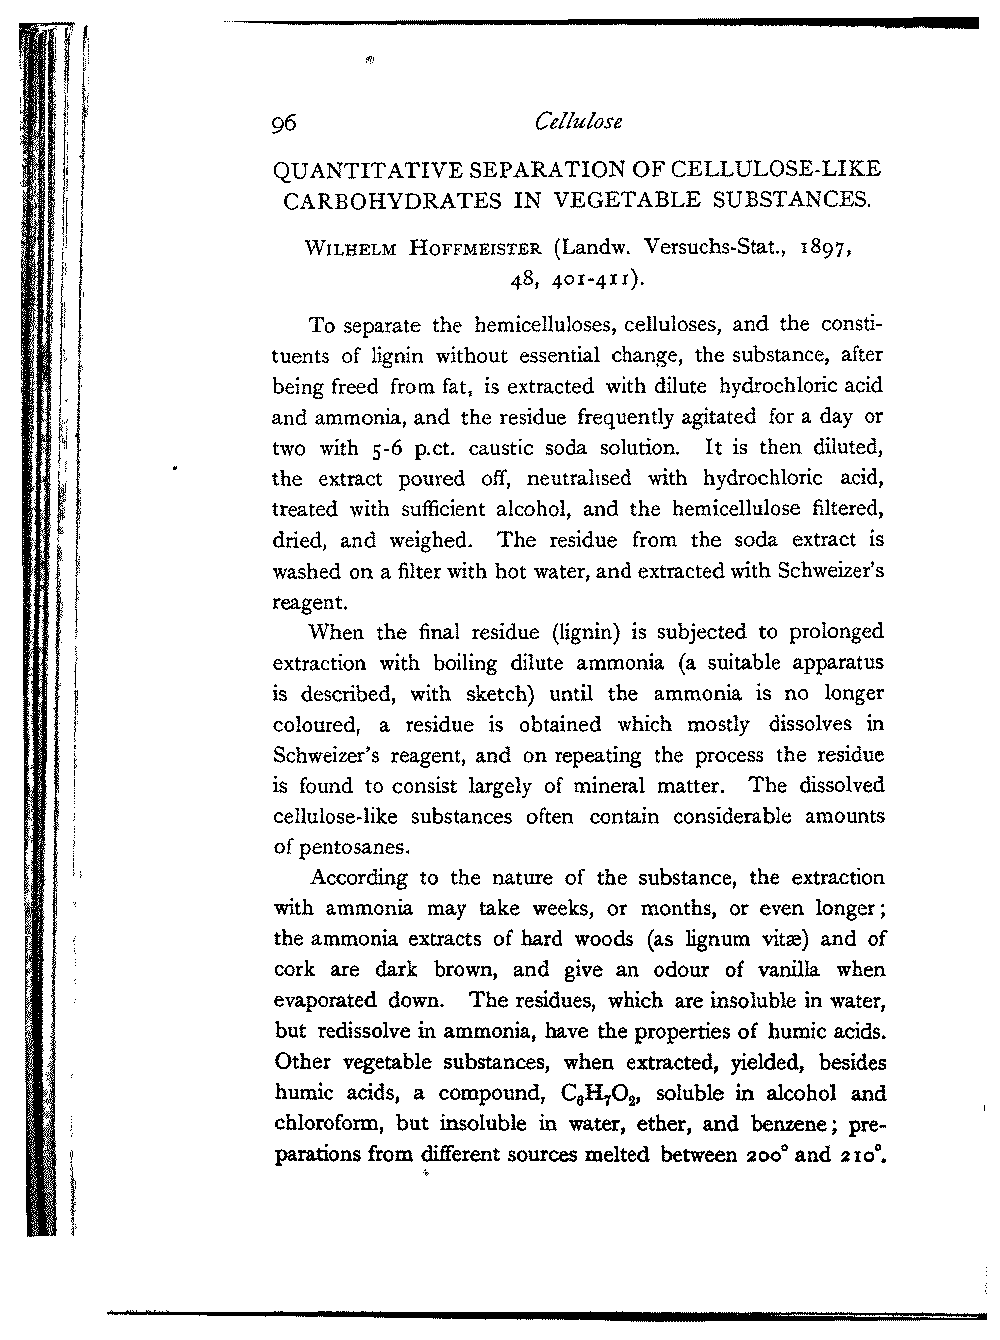 96 Cellulose
QUANTITATIVE SEPARATION OF CELLULOSE-LIKE
CARBOHYDRATES IN VEGETABLE SUBSTANCES.
WILHELM HOFFMEISTER (Landw. Versuchs-Stat., 1897,
48, 401-411).
To separate the hemicelluloses, celluloses, and the consti-
tuents of lignin without essential change, the substance, after
being freed from fat, is extracted with dilute hydrochloric acid
and ammonia, and the residue frequently agitated for a day or
two with 5-6 p.ct. caustic soda solution. It is then diluted,
the extract poured off, neutralised with hydrochloric acid,
treated with sufficient alcohol, and the hemicellulose filtered,
dried, and weighed. The residue from the soda extract is
washed on a filter with hot water, and extracted with Schweizer's
reagent.
When the final residue (lignin) is subjected to prolonged
extraction with boiling dilute ammonia (a suitable apparatus
is described, with sketch) until the ammonia is no longer
coloured, a residue is obtained which mostly dissolves in
Schweizer's reagent, and on repeating the process the residue
is found to consist largely of mineral matter. The dissolved
cellulose-like substances often contain considerable amounts
of pentosanes.
According to the nature of the substance, the extraction
with ammonia may take weeks, or months, or even longer;
the ammonia extracts of hard woods (as lignum vitæ) and of
cork are dark brown, and give an odour of vanilla when
evaporated down. The residues, which are insoluble in water,
but redissolve in ammonia, have the properties of humic acids.
Other vegetable substances, when extracted, yielded, besides
humic acids, a compound, C₆H₇O₂, soluble in alcohol and
chloroform, but insoluble in water, ether, and benzene; pre-
parations from different sources melted between 200° and 210°.